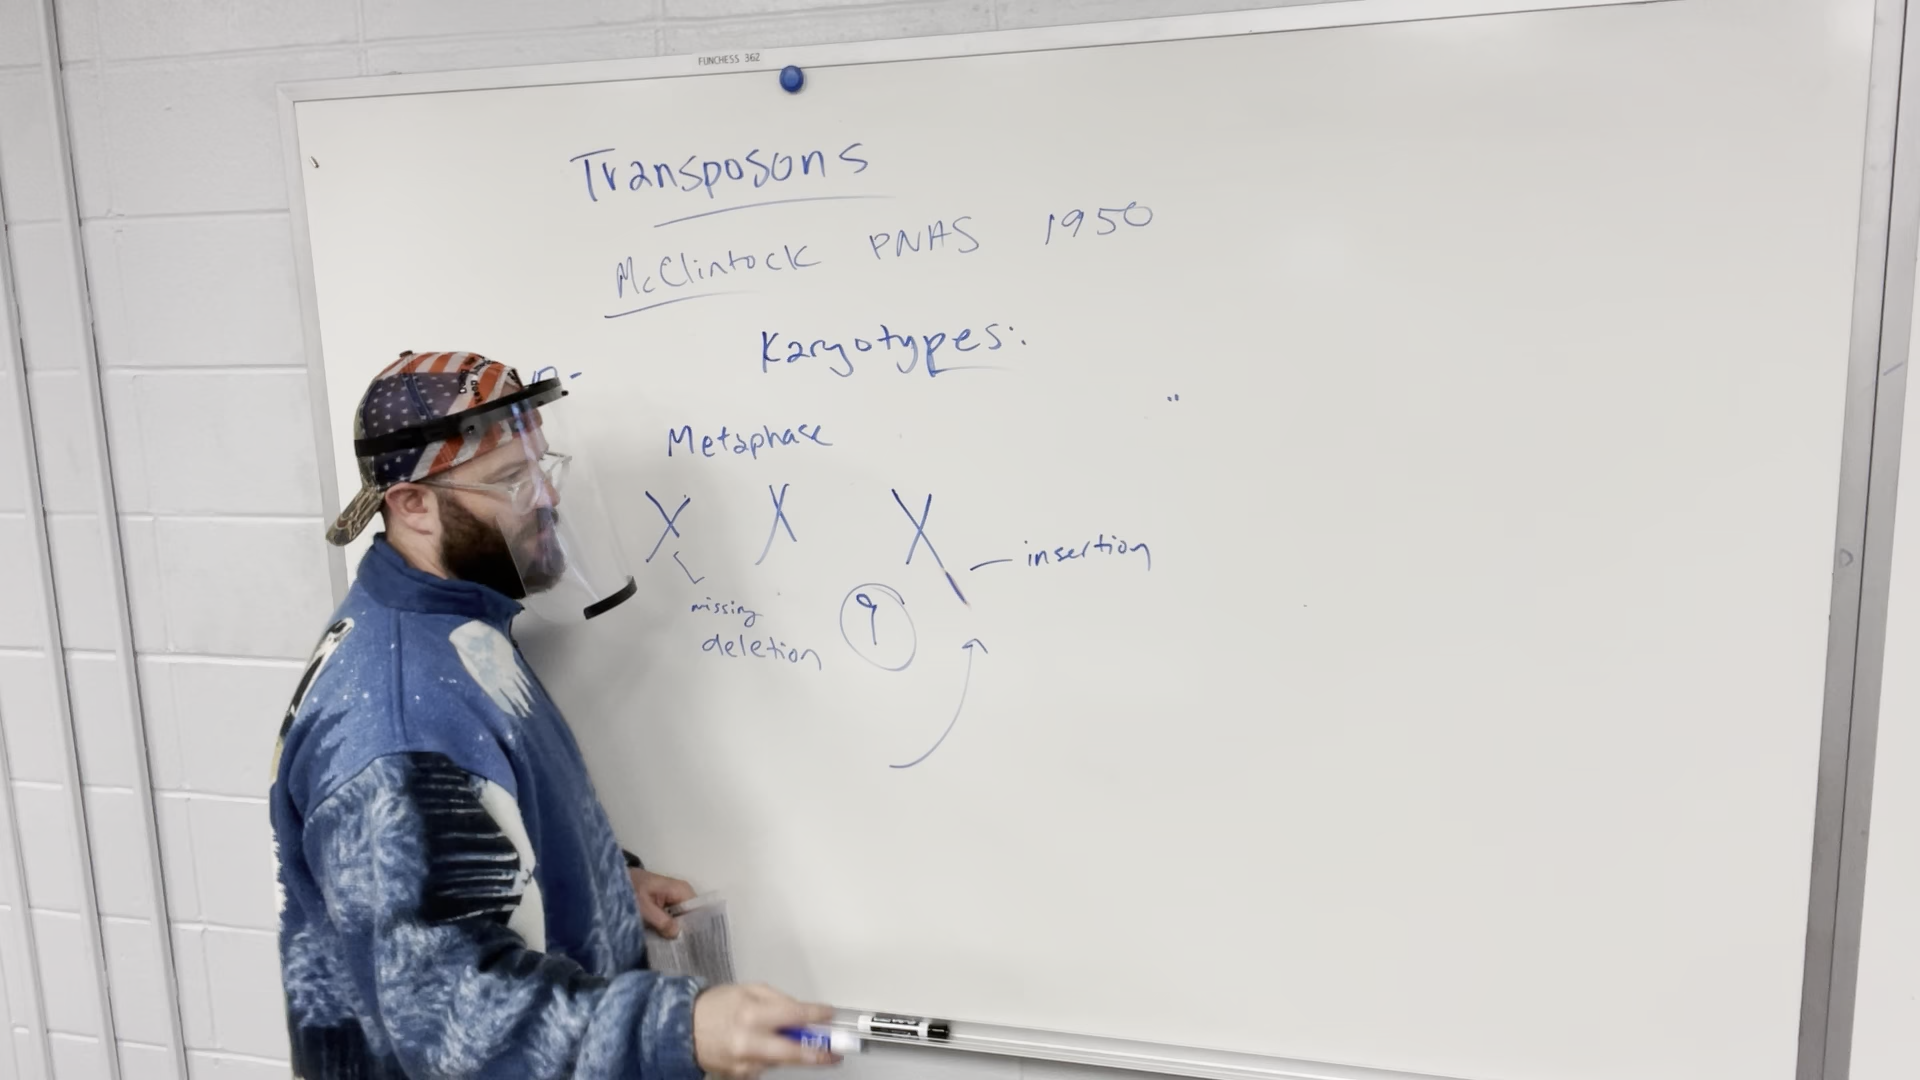 FUNCHESS 362
Transposons
McClintock PNAS 1950
Karyotypes:
Metaphase
insertion
missing
deletion
9